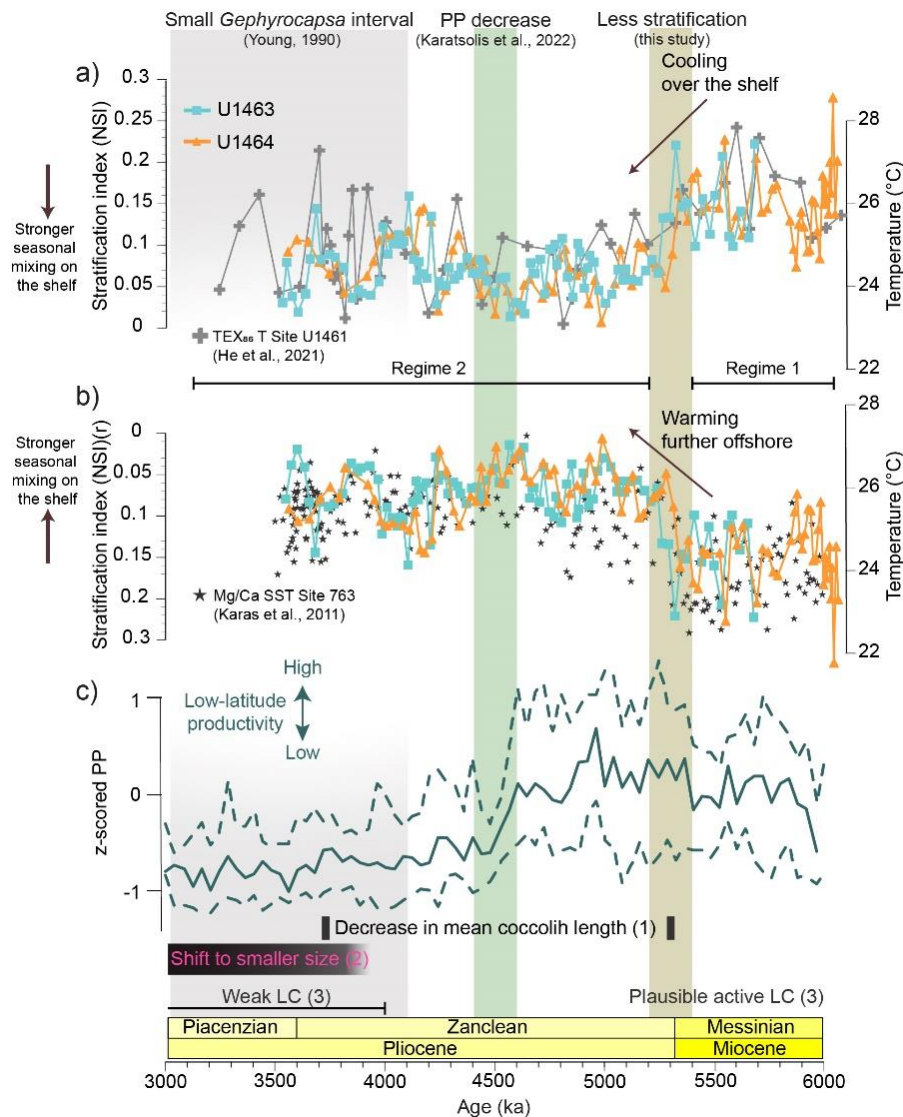 Small Gephyrocapsa interval
(Young, 1990)
PP decrease
(Karatsolis et al., 2022)
Less stratification
(this study)
a)
0.3
0.25
0.2
0.15
0.1
0.05
0
Stratification index (NSI)
Stronger
seasonal
mixing on
the shelf
U1463
U1464
Cooling
over the shelf
28
26
24
22
Temperature (°C)
TEX₈₆ T Site U1461
(He et al., 2021)
Regime 2
Regime 1
b)
Stronger
seasonal
mixing on
the shelf
0
0.05
0.1
0.15
0.2
0.3
Stratification index (NSI)(r)
Warming
further offshore
28
26
24
22
Temperature (°C)
Mg/Ca SST Site 763
(Karas et al., 2011)
c)
High
Low-latitude
productivity
Low
1
0
-1
z-scored PP
Decrease in mean coccolih length (1)
Shift to smaller size (2)
Weak LC (3)
Plausible active LC (3)
Piacenzian
Zanclean
Messinian
Pliocene
Miocene
3000
3500
4000
4500
5000
5500
6000
Age (ka)